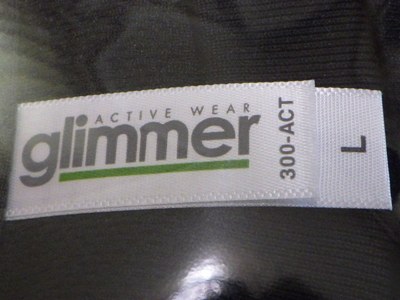 ACTIVE WEAR
glimmer
300-ACT
L